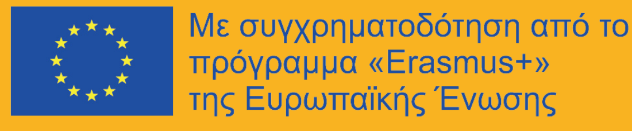 Με συγχρηματοδότηση από το
πρόγραμμα «Erasmus+»
της Ευρωπαϊκής Ένωσης